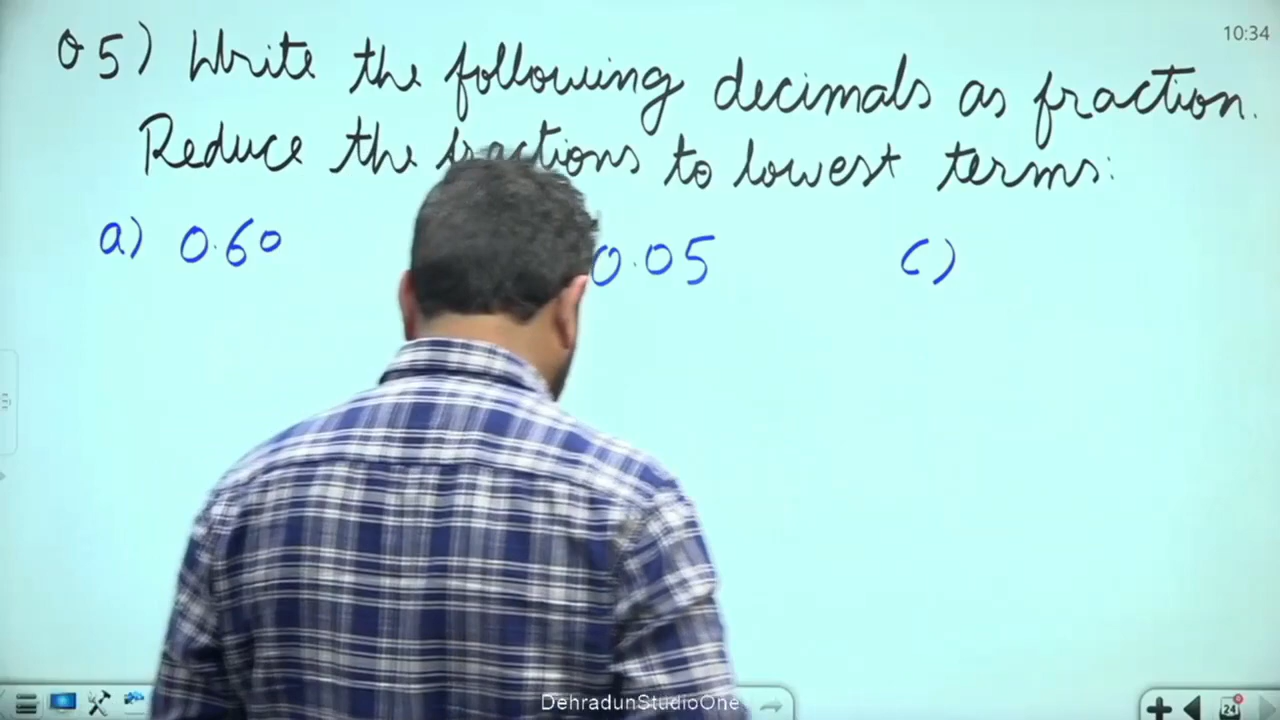 10:34
Q5) Write the following decimals as fraction.
Reduce the fractions to lowest terms:
a) 0.60 0.05 c)
24
DehradunStudioOne